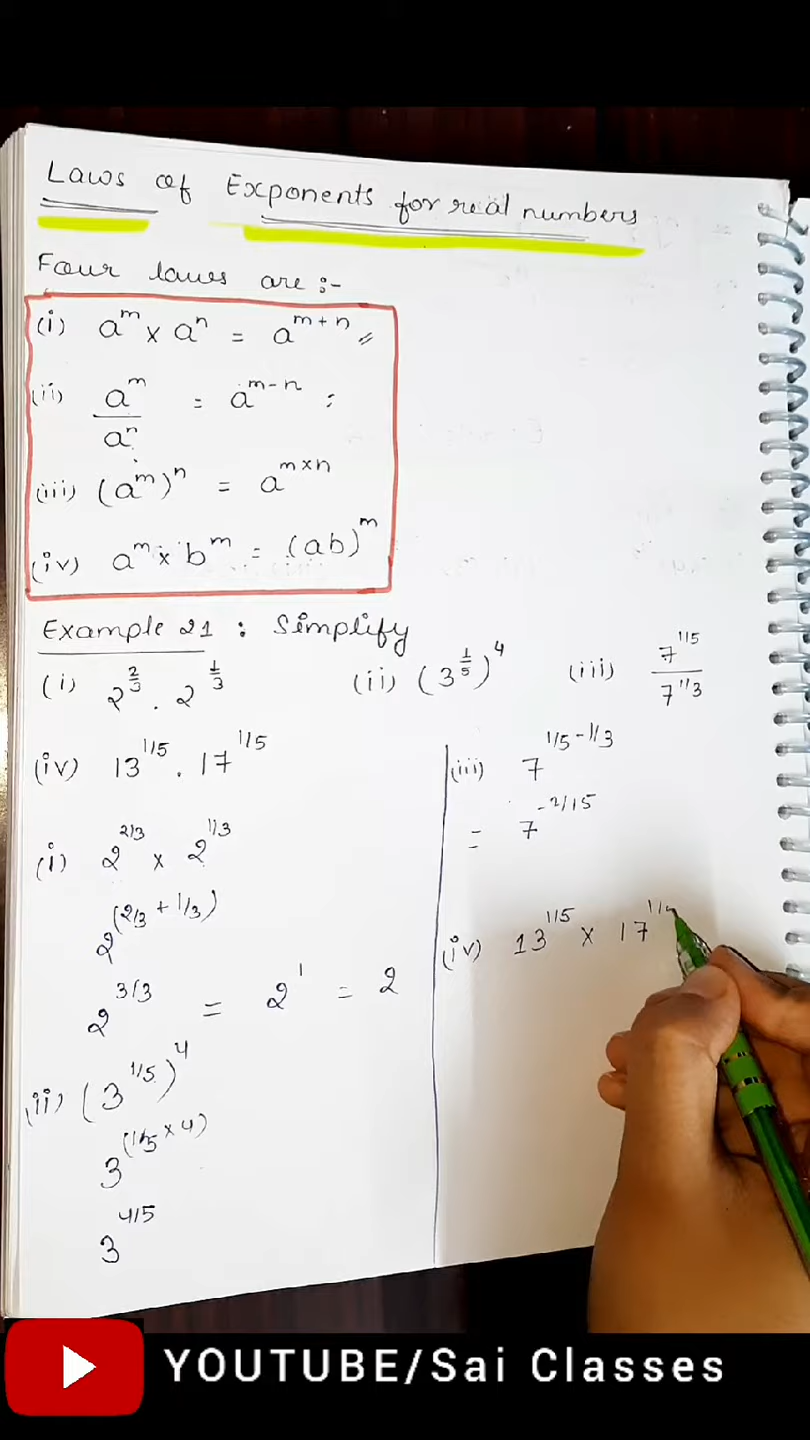 Laws of Exponents for real numbers
Four laws are :-
(i) a^m × a^n = a^(m+n) //
(ii) a^m / a^n = a^(m-n) :
(iii) (a^m)^n = a^(m×n)
(iv) a^m × b^m = (ab)^m
Example 21 : Simplify
(i) 2^(2/3) . 2^(1/3) (ii) (3^(1/5))^4 (iii) 7^(1/5) / 7^(1/3)
(iv) 13^(1/5) . 17^(1/5)
(i) 2^(2/3) × 2^(1/3)
2^(2/3 + 1/3)
2^(3/3) = 2^1 = 2
(ii) (3^(1/5))^4
3^(1/5 × 4)
3^(4/5)
(iii) 7^(1/5 - 1/3)
= 7^(-2/15)
(iv) 13^(1/5) × 17
YOUTUBE/Sai Classes